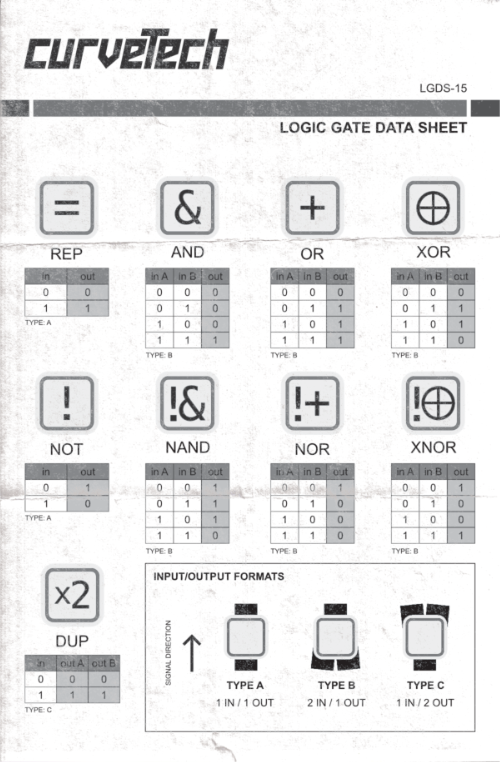 curveTech
LGDS-15
LOGIC GATE DATA SHEET
= & + ⊕
REP AND OR XOR
in out
0 0
1 1
TYPE: A
in A in B out
0 0 0
0 1 0
1 0 0
1 1 1
TYPE: B
in A in B out
0 0 0
0 1 1
1 0 1
1 1 1
TYPE: B
in A in B out
0 0 0
0 1 1
1 0 1
1 1 0
TYPE: B
! !& !+ !⊕
NOT NAND NOR XNOR
in out
0 1
1 0
TYPE: A
in A in B out
0 0 1
0 1 1
1 0 1
1 1 0
TYPE: B
in A in B out
0 0 1
0 1 0
1 0 0
1 1 0
TYPE: B
in A in B out
0 0 1
0 1 0
1 0 0
1 1 1
TYPE: B
x2
DUP
in out A out B
0 0 0
1 1 1
TYPE: C
INPUT/OUTPUT FORMATS
SIGNAL DIRECTION
TYPE A TYPE B TYPE C
1 IN / 1 OUT 2 IN / 1 OUT 1 IN / 2 OUT